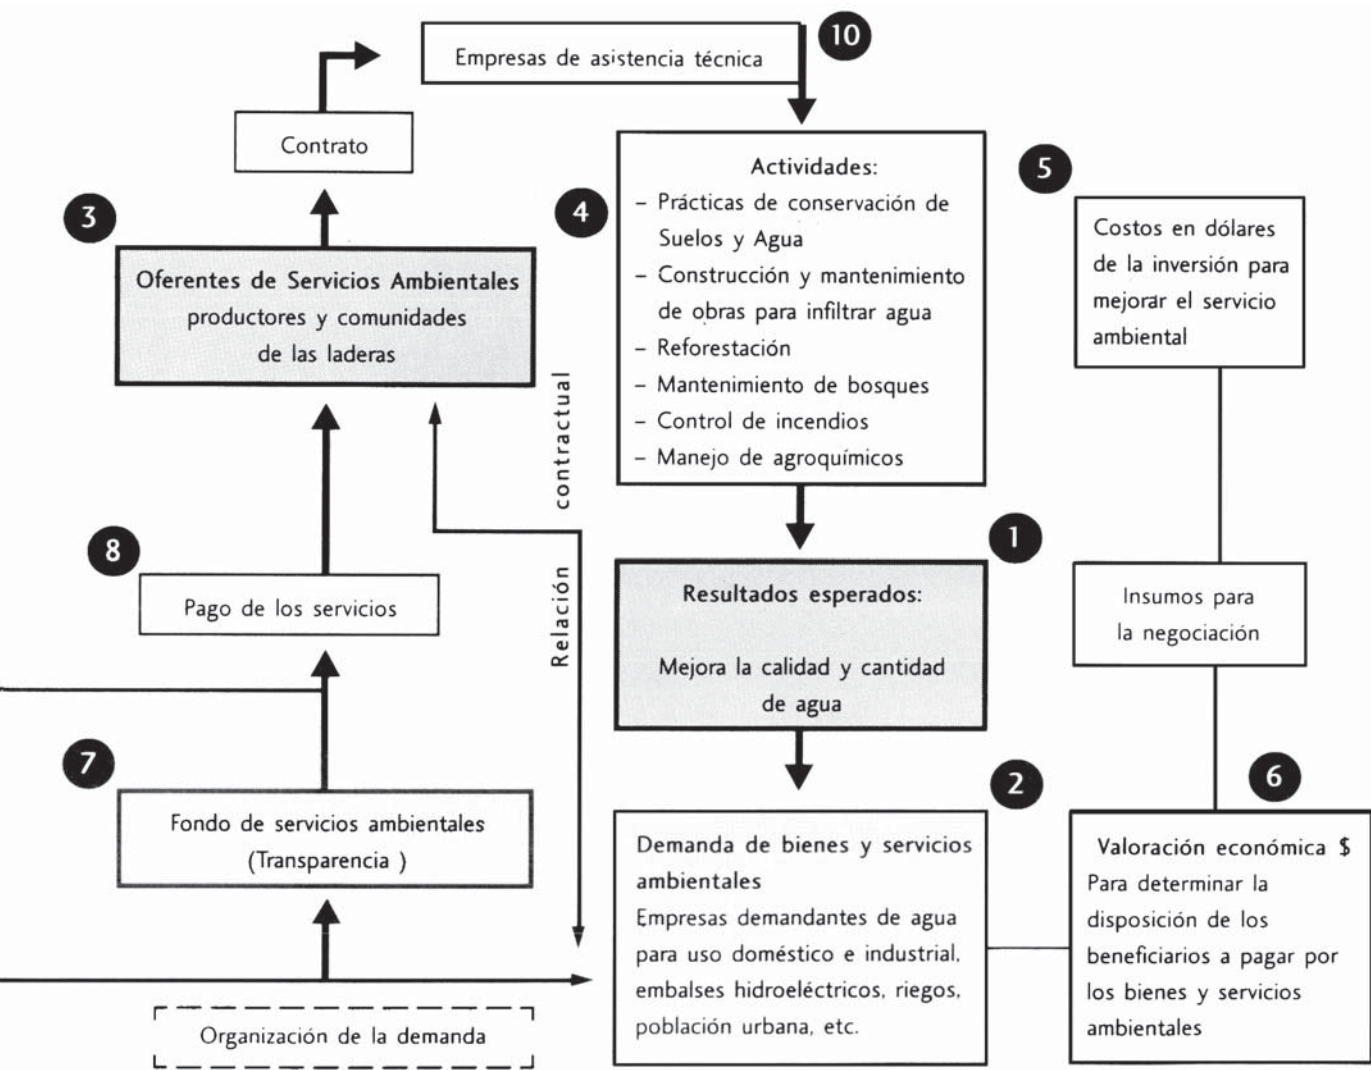 10
Empresas de asistencia técnica
Contrato
3
Oferentes de Servicios Ambientales
productores y comunidades
de las laderas
4
Actividades:
– Prácticas de conservación de
Suelos y Agua
– Construcción y mantenimiento
de obras para infiltrar agua
– Reforestación
– Mantenimiento de bosques
– Control de incendios
– Manejo de agroquímicos
5
Costos en dólares
de la inversión para
mejorar el servicio
ambiental
Relación contractual
8
Pago de los servicios
1
Resultados esperados:
Mejora la calidad y cantidad
de agua
Insumos para
la negociación
7
Fondo de servicios ambientales
(Transparencia )
2
Demanda de bienes y servicios
ambientales
Empresas demandantes de agua
para uso doméstico e industrial,
embalses hidroeléctricos, riegos,
población urbana, etc.
6
Valoración económica $
Para determinar la
disposición de los
beneficiarios a pagar por
los bienes y servicios
ambientales
Organización de la demanda